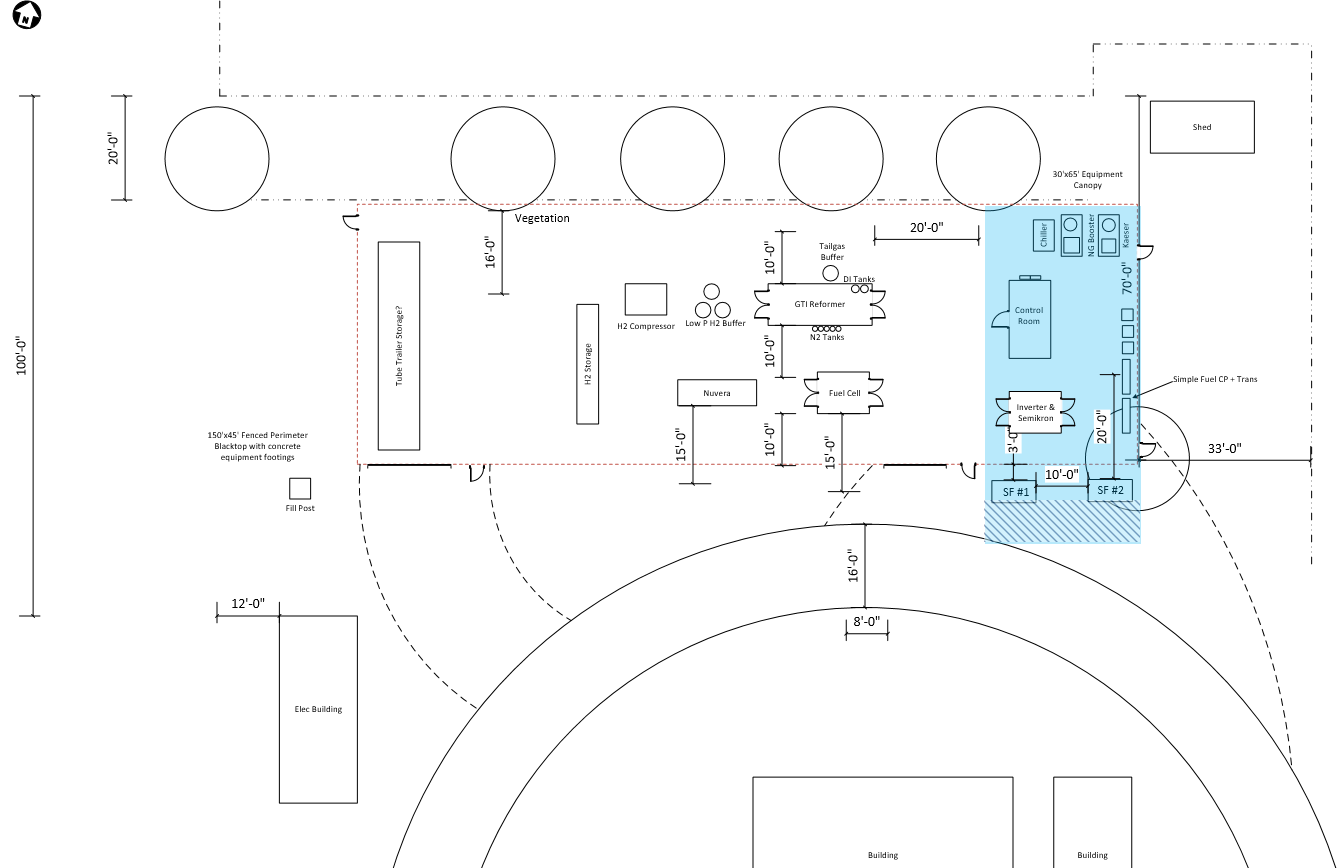 N
Shed
20'-0"
30'x65' Equipment
Canopy
Vegetation
20'-0"
16'-0"
10'-0"
Tailgas
Buffer
DI Tanks
Chiller
NG Booster
Kaeser
70'-0"
H2 Compressor
Low P H2 Buffer
GTI Reformer
N2 Tanks
Control
Room
100'-0"
Tube Trailer Storage?
H2 Storage
10'-0"
Nuvera
Fuel Cell
Simple Fuel CP + Trans
Inverter &
Semikron
20'-0"
3'-0"
15'-0"
10'-0"
15'-0"
150'x45' Fenced Perimeter
Blacktop with concrete
equipment footings
33'-0"
10'-0"
SF #1
SF #2
Fill Post
16'-0"
12'-0"
8'-0"
Elec Building
Building
Building